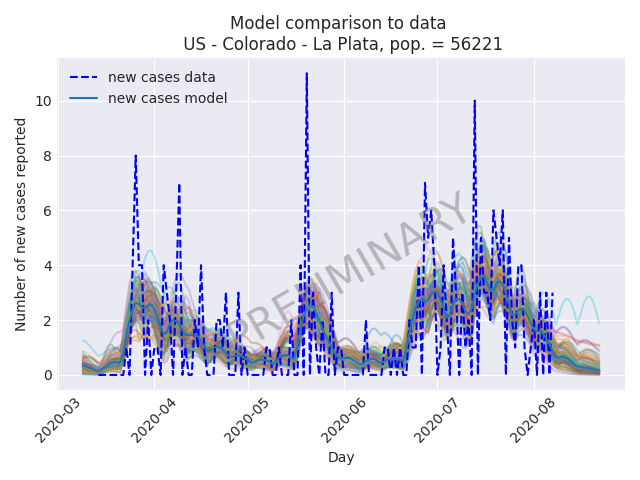 Model comparison to data
US - Colorado - La Plata, pop. = 56221
new cases data
new cases model
PRELIMINARY
Number of new cases reported
10
8
6
4
2
0
2020-03
2020-04
2020-05
2020-06
2020-07
2020-08
Day